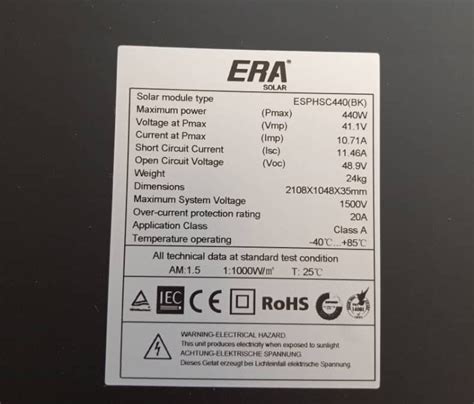 ERA®
SOLAR
Solar module type ESPHSC440(BK)
Maximum power (Pmax) 440W
Voltage at Pmax (Vmp) 41.1V
Current at Pmax (Imp) 10.71A
Short Circuit Current (Isc) 11.46A
Open Circuit Voltage (Voc) 48.9V
Weight 24kg
Dimensions 2108X1048X35mm
Maximum System Voltage 1500V
Over-current protection rating 20A
Application Class Class A
Temperature operating -40℃...+85℃
All technical data at standard test condition
AM:1.5 1:1000W/㎡ T: 25℃
IEC CE RoHS
WARNING-ELECTRICAL HAZARD
This unit produces electricity when exposed to sunlight.
ACHTUNG-ELEKTRISCHE SPANNUNG
Dieses Gerat erzeugt bei Lichteinfall elektrische Spannung.